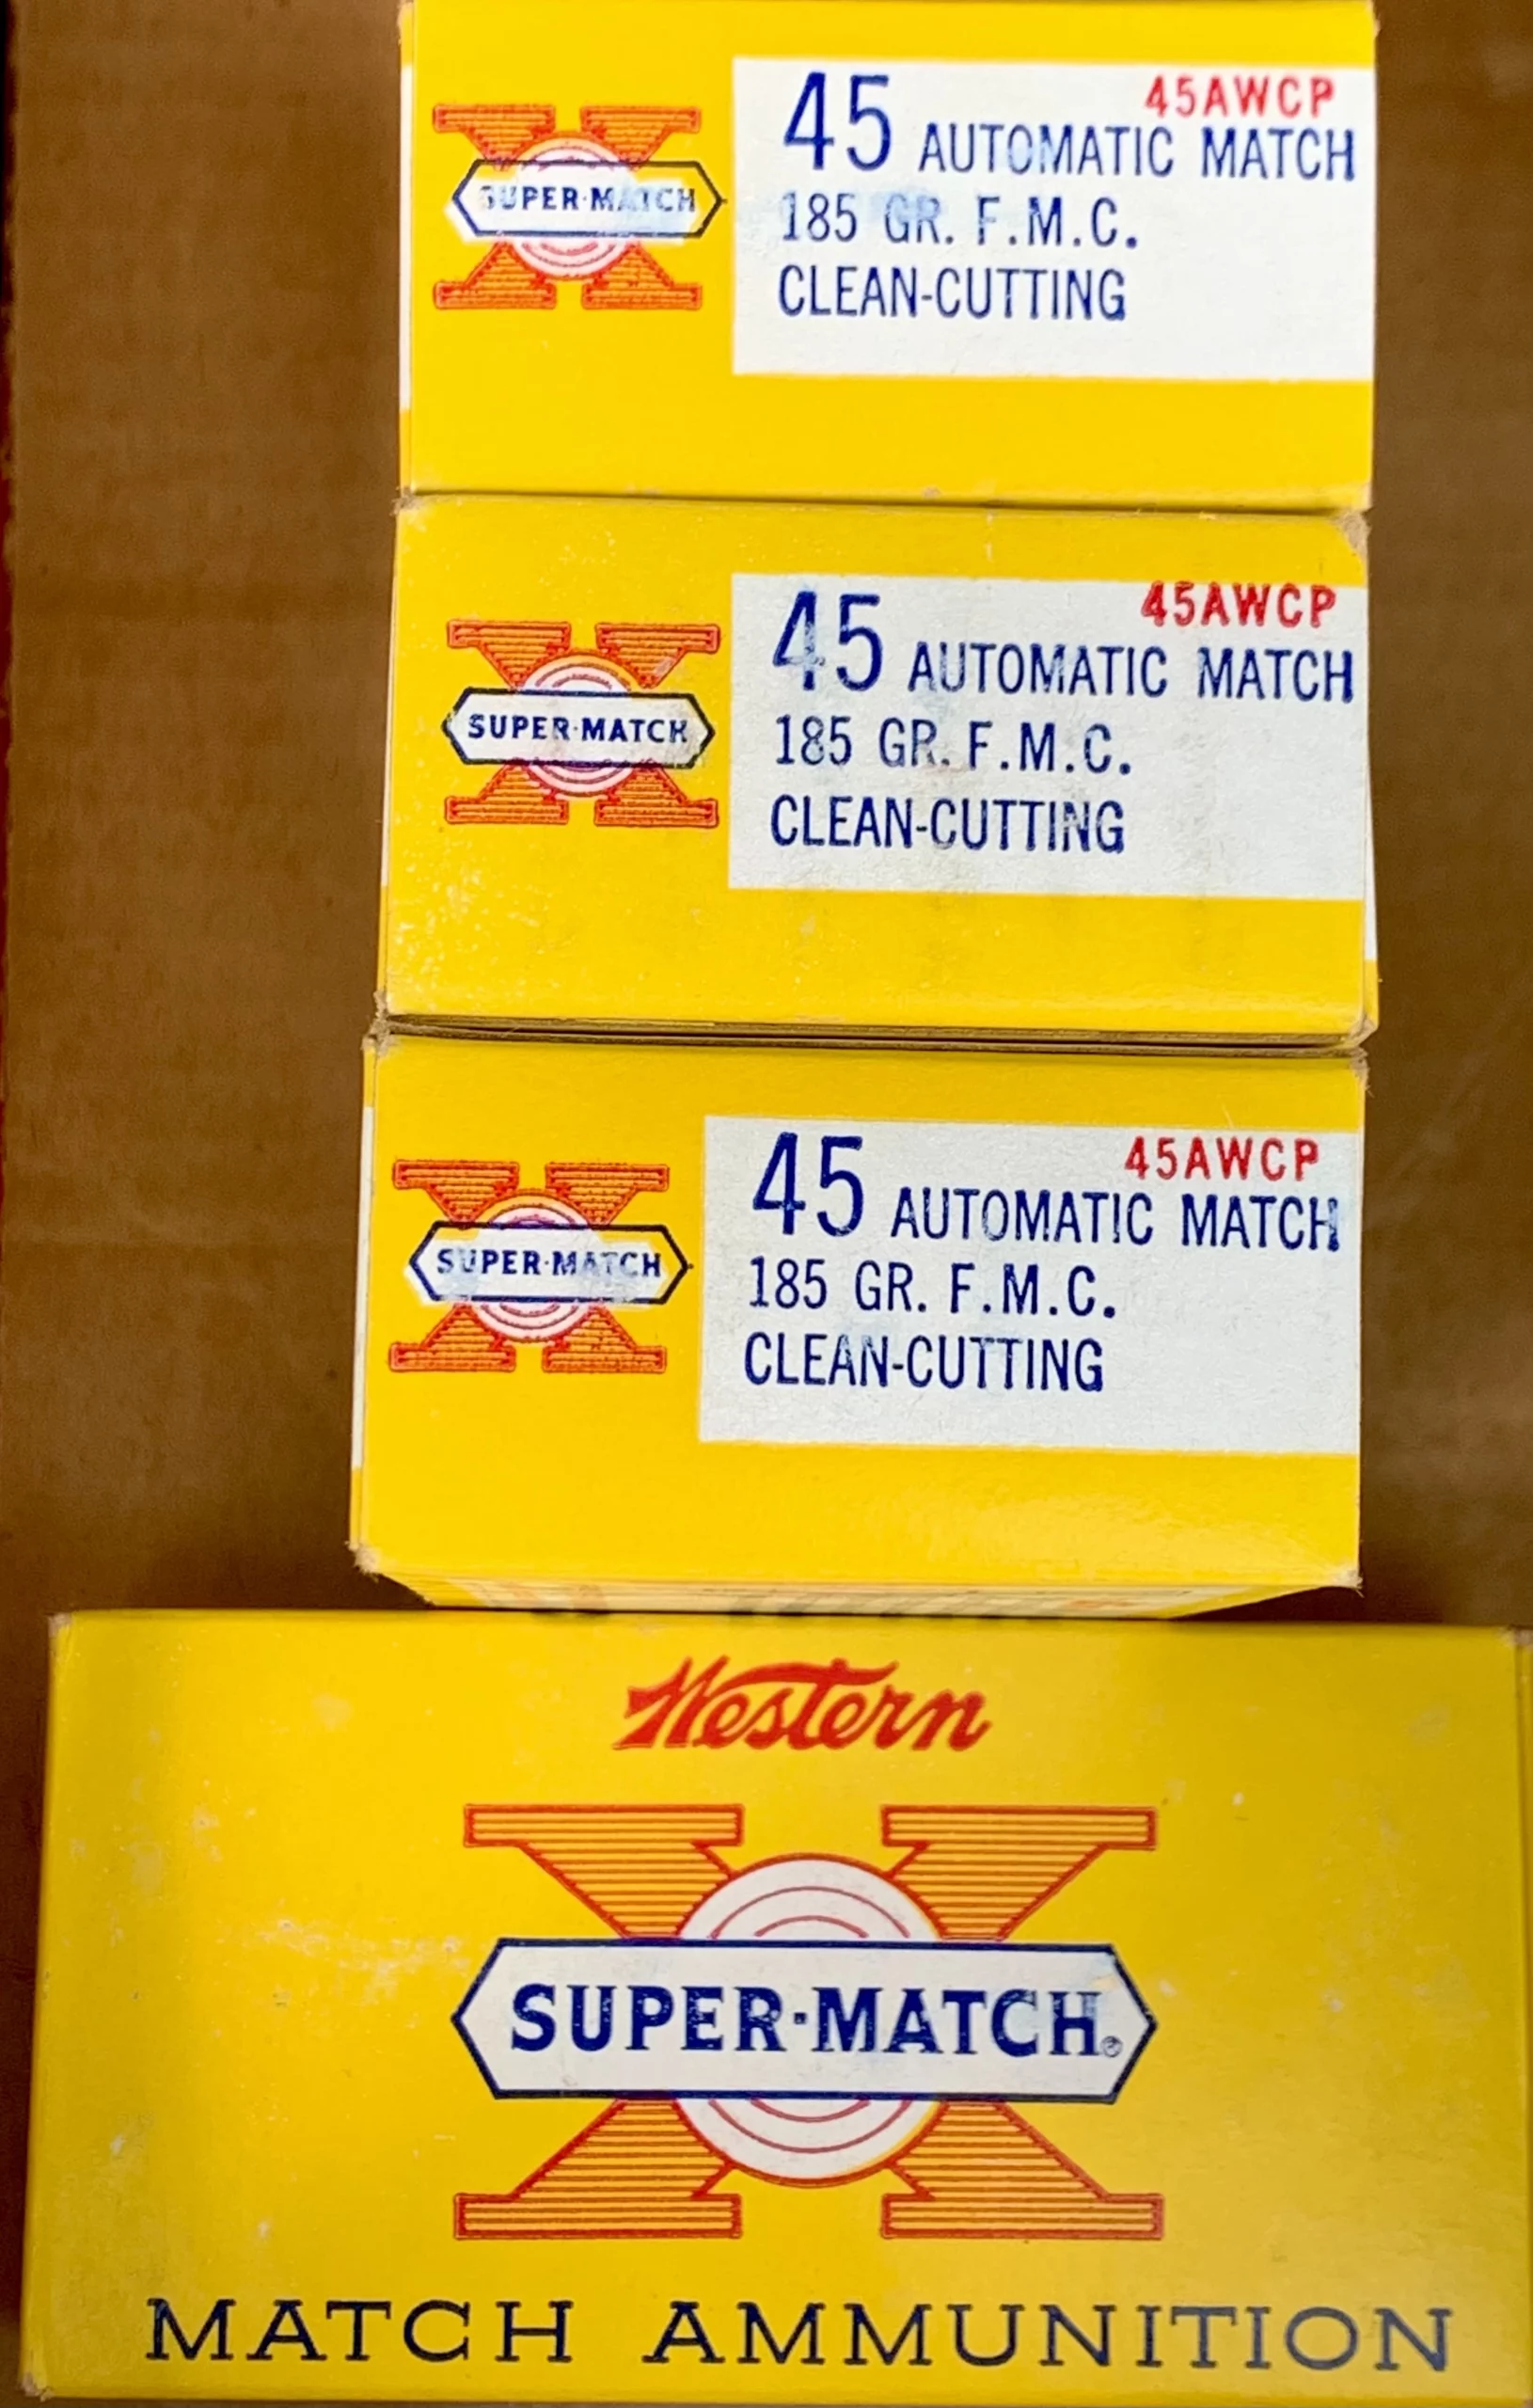 45AWCP
45 AUTOMATIC MATCH
SUPER·MATCH
185 GR. F.M.C.
CLEAN-CUTTING
45AWCP
45 AUTOMATIC MATCH
SUPER·MATCH
185 GR. F.M.C.
CLEAN-CUTTING
45AWCP
45 AUTOMATIC MATCH
SUPER·MATCH
185 GR. F.M.C.
CLEAN-CUTTING
Western
SUPER·MATCH®
MATCH AMMUNITION